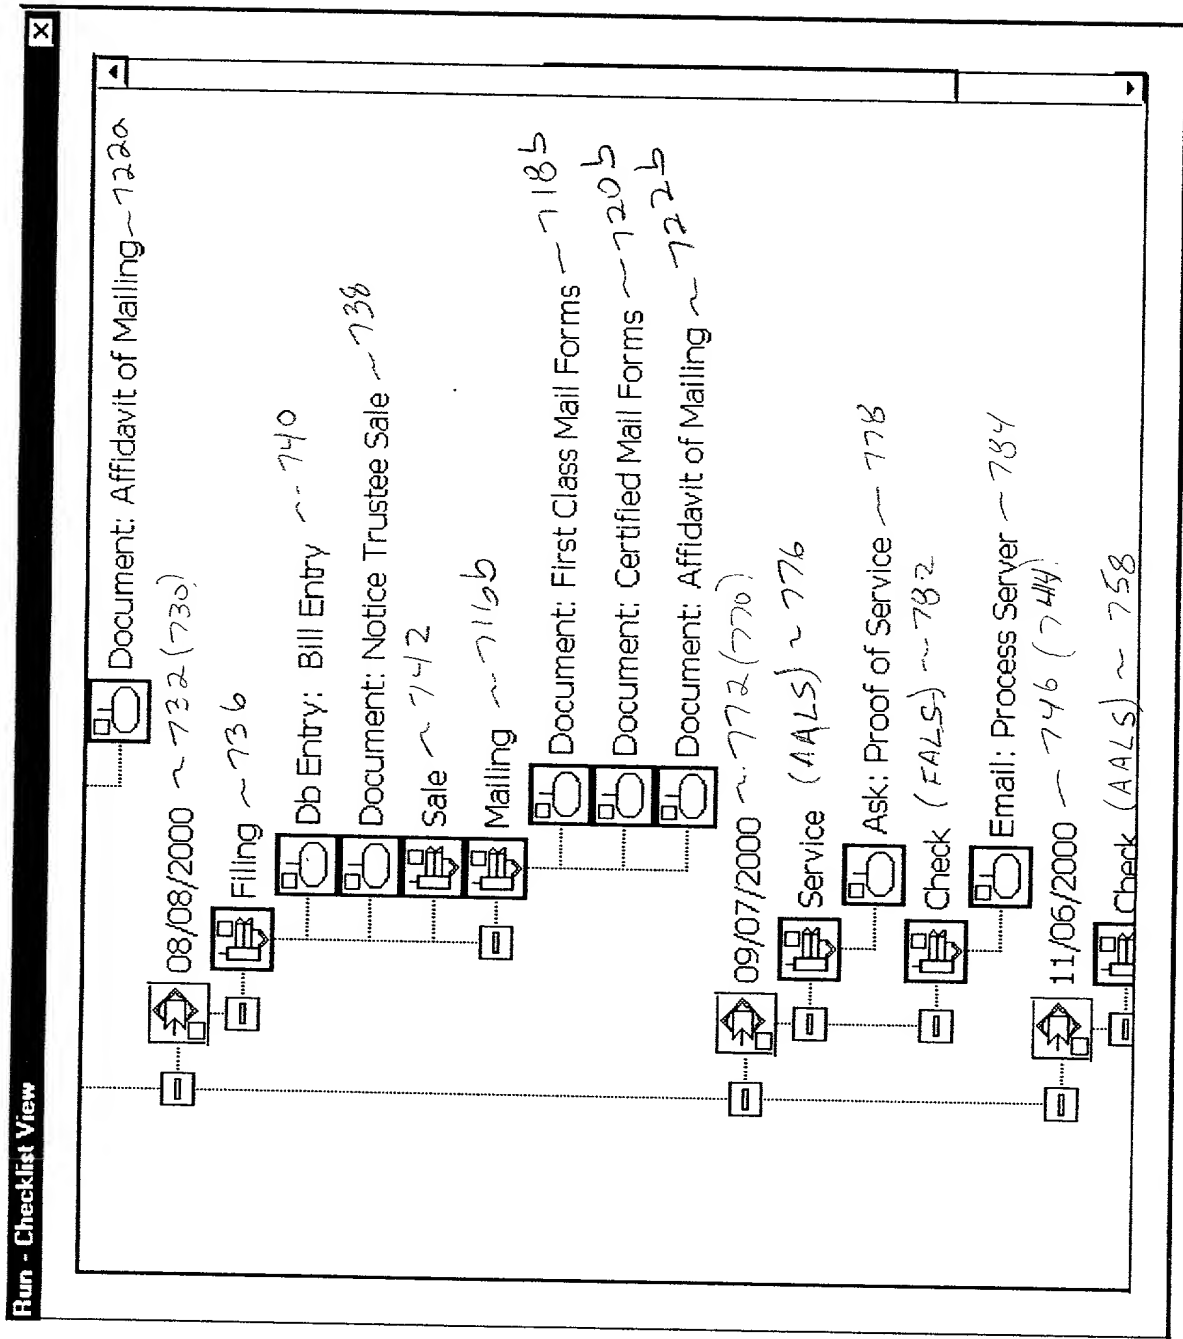 Run - Checklist View
Document: Affidavit of Mailing ~ 722a
08/08/2000 ~ 732 (730)
Filing ~ 736
Db Entry: Bill Entry ~ 740
Document: Notice Trustee Sale ~ 738
Sale ~ 742
Mailing ~ 716b
Document: First Class Mail Forms ~ 718b
Document: Certified Mail Forms ~ 720b
Document: Affidavit of Mailing ~ 722b
09/07/2000 ~ 772 (770)
Service (AALS) ~ 776
Ask: Proof of Service ~ 778
Check (FALS) ~ 782
Email: Process Server ~ 784
11/06/2000 ~ 746 (744)
Check (AALS) ~ 758